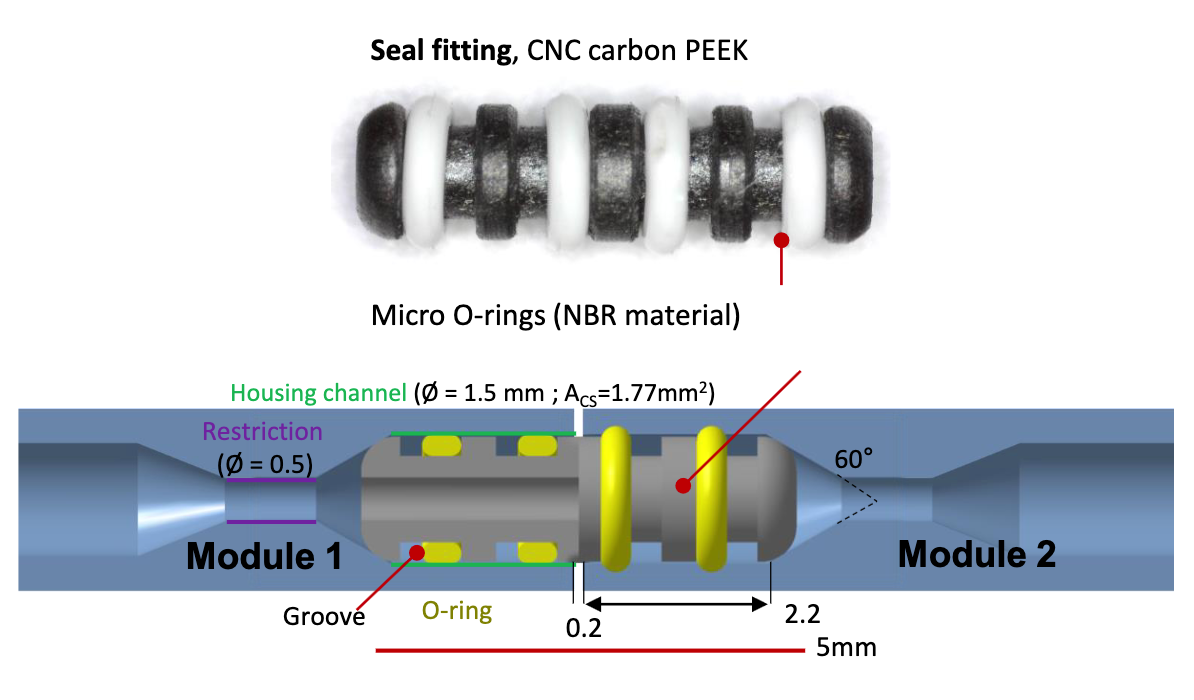 Seal fitting, CNC carbon PEEK
Micro O-rings (NBR material)
Housing channel (Ø = 1.5 mm ; ACS=1.77mm²)
Restriction
(Ø = 0.5)
60°
Module 1
Module 2
Groove
O-ring
0.2
2.2
5mm